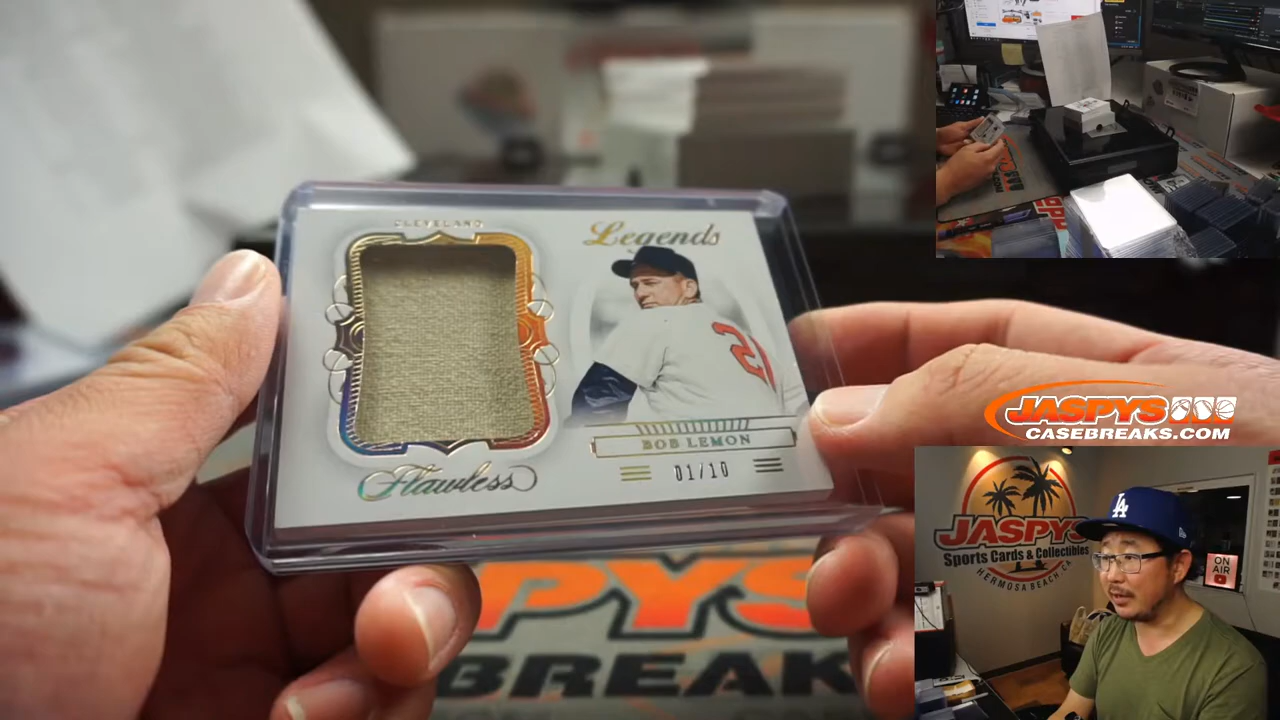 CLEVELAND
Legends
21
BOB LEMON
01/10
Flawless
PYS
BREAK
JASPYS
CASEBREAKS.COM
LA
JASPYS
Sports Cards & Collectibles
HERMOSA BEACH, CA
ON
AIR